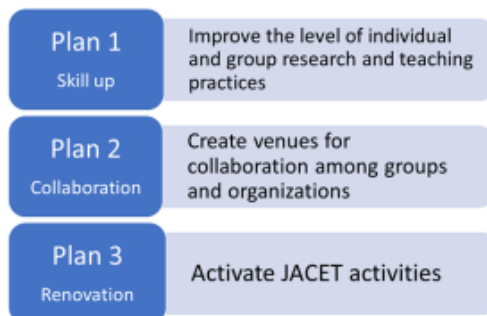 Plan 1
Skill up
Improve the level of individual
and group research and teaching
practices
Plan 2
Collaboration
Create venues for
collaboration among groups
and organizations
Plan 3
Renovation
Activate JACET activities